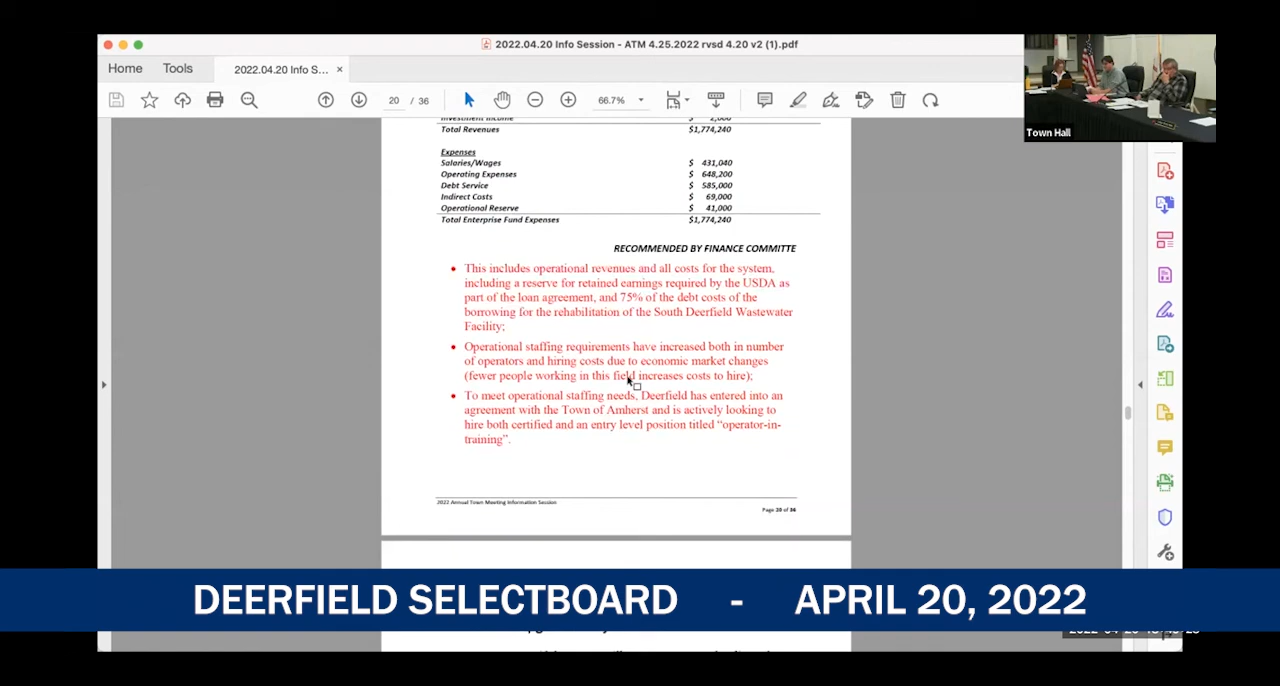 2022.04.20 Info Session - ATM 4.25.2022 rvsd 4.20 v2 (1).pdf
Home Tools 2022.04.20 Info S... ×
20 / 36 66.7%
Town Hall
Investment Income $ 2,000
Total Revenues $1,774,240
Expenses
Salaries/Wages $ 431,040
Operating Expenses $ 648,200
Debt Service $ 585,000
Indirect Costs $ 69,000
Operational Reserve $ 41,000
Total Enterprise Fund Expenses $1,774,240
RECOMMENDED BY FINANCE COMMITTE
• This includes operational revenues and all costs for the system,
including a reserve for retained earnings required by the USDA as
part of the loan agreement, and 75% of the debt costs of the
borrowing for the rehabilitation of the South Deerfield Wastewater
Facility;
• Operational staffing requirements have increased both in number
of operators and hiring costs due to economic market changes
(fewer people working in this field increases costs to hire);
• To meet operational staffing needs, Deerfield has entered into an
agreement with the Town of Amherst and is actively looking to
hire both certified and an entry level position titled “operator-in-
training”.
2022 Annual Town Meeting Information Session
Page 20 of 36
DEERFIELD SELECTBOARD - APRIL 20, 2022